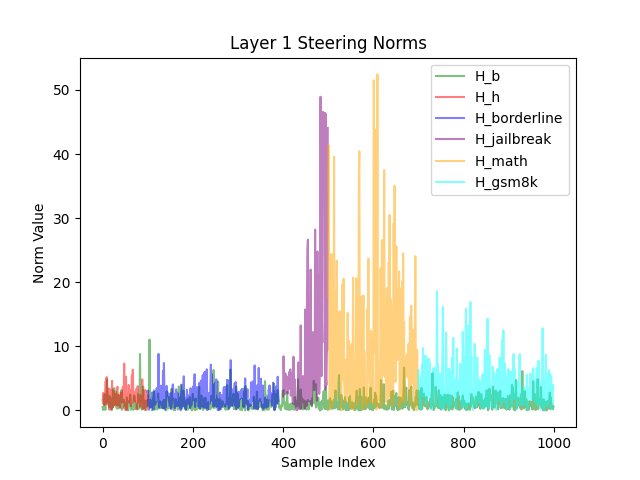 Layer 1 Steering Norms
Norm Value
50
40
30
20
10
0
H_b
H_h
H_borderline
H_jailbreak
H_math
H_gsm8k
0 200 400 600 800 1000
Sample Index